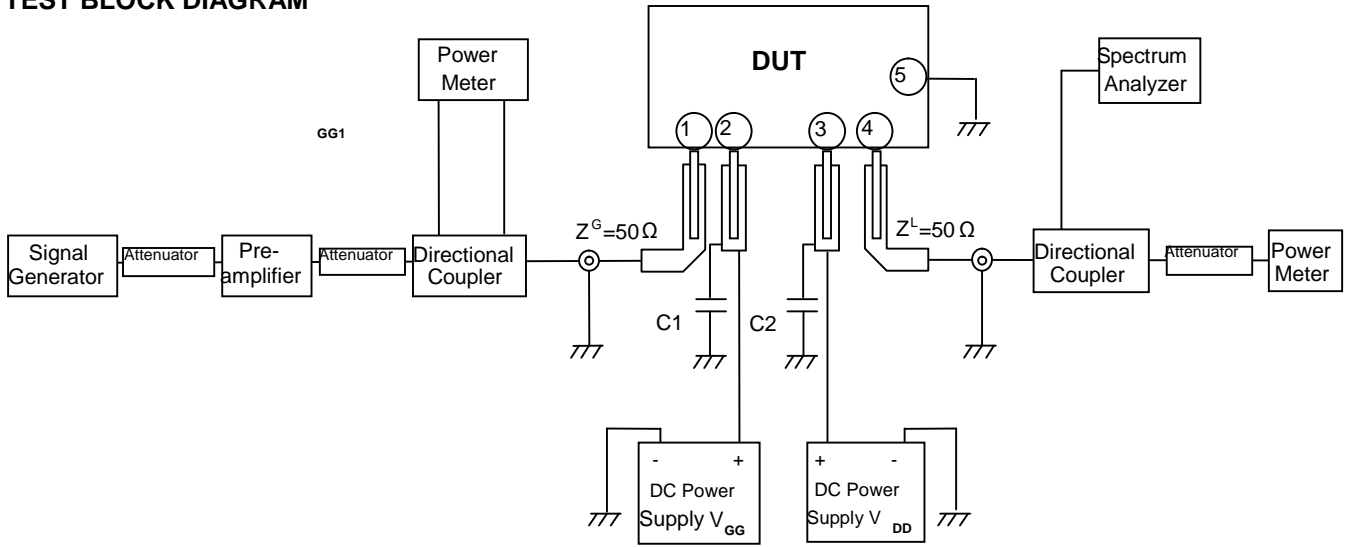 TEST BLOCK DIAGRAM
Power
Meter
GG1
DUT
5
1
2
3
4
Spectrum
Analyzer
Z^G=50 Ω
Z^L=50 Ω
Signal
Generator
Attenuator
Pre-
amplifier
Attenuator
Directional
Coupler
Directional
Coupler
Attenuator
Power
Meter
C1
C2
- +
DC Power
Supply V_GG
+ -
DC Power
Supply V DD